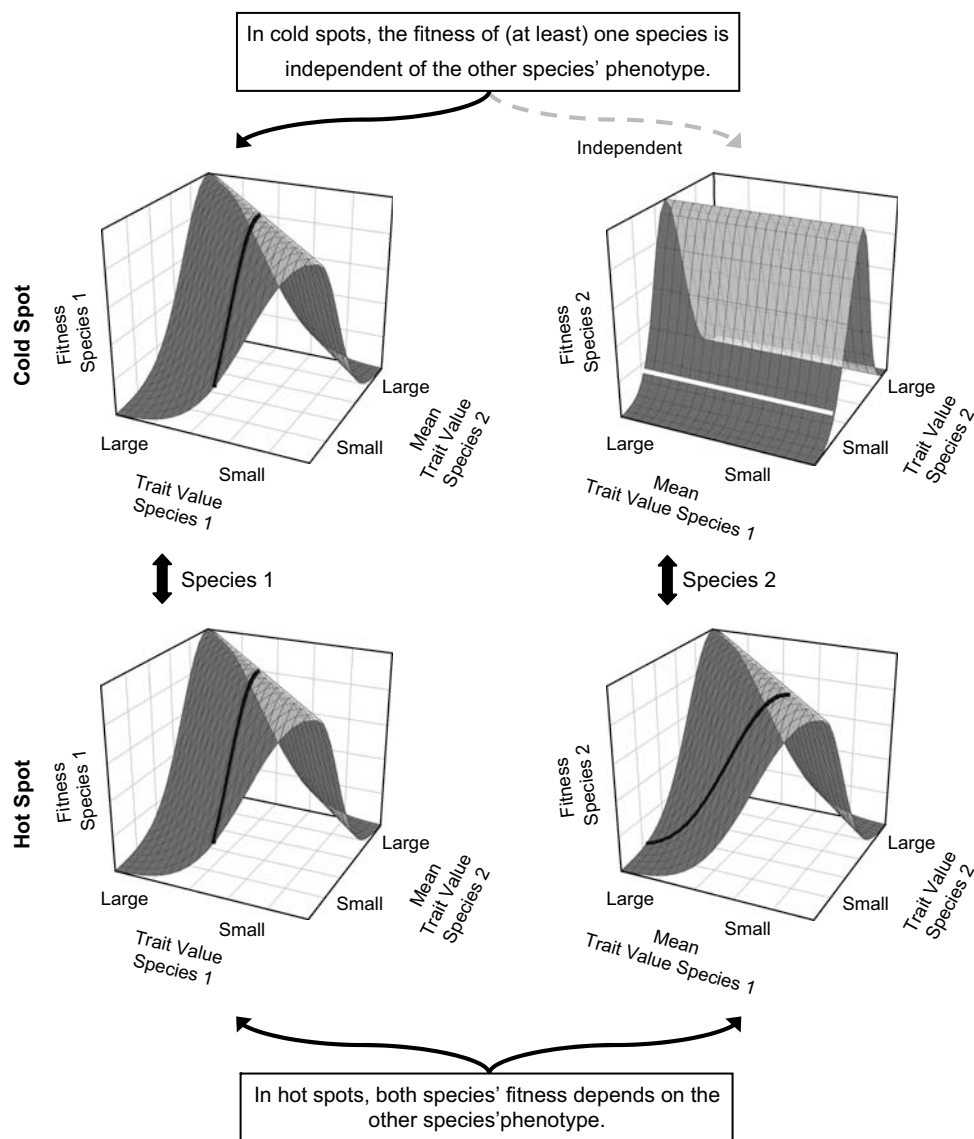 In cold spots, the fitness of (at least) one species is
independent of the other species’ phenotype.
Independent
Cold Spot
Fitness
Species 1
Large
Small
Trait Value
Species 1
Small
Large
Mean
Trait Value
Species 2
Fitness
Species 2
Large
Small
Mean
Trait Value Species 1
Small
Large
Trait Value
Species 2
Species 1
Species 2
Hot Spot
Fitness
Species 1
Large
Small
Trait Value
Species 1
Small
Large
Mean
Trait Value
Species 2
Fitness
Species 2
Large
Small
Mean
Trait Value Species 1
Small
Large
Trait Value
Species 2
In hot spots, both species’ fitness depends on the
other species’phenotype.